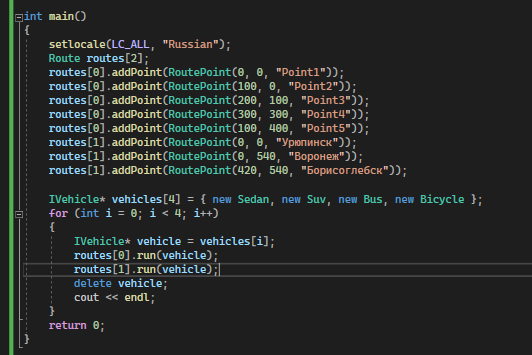 int main()
{
setlocale(LC_ALL, "Russian");
Route routes[2];
routes[0].addPoint(RoutePoint(0, 0, "Point1"));
routes[0].addPoint(RoutePoint(100, 0, "Point2"));
routes[0].addPoint(RoutePoint(200, 100, "Point3"));
routes[0].addPoint(RoutePoint(300, 300, "Point4"));
routes[0].addPoint(RoutePoint(100, 400, "Point5"));
routes[1].addPoint(RoutePoint(0, 0, "Урюпинск"));
routes[1].addPoint(RoutePoint(0, 540, "Воронеж"));
routes[1].addPoint(RoutePoint(420, 540, "Борисоглебск"));
IVehicle* vehicles[4] = { new Sedan, new Suv, new Bus, new Bicycle };
for (int i = 0; i < 4; i++)
{
IVehicle* vehicle = vehicles[i];
routes[0].run(vehicle);
routes[1].run(vehicle);
delete vehicle;
cout << endl;
}
return 0;
}